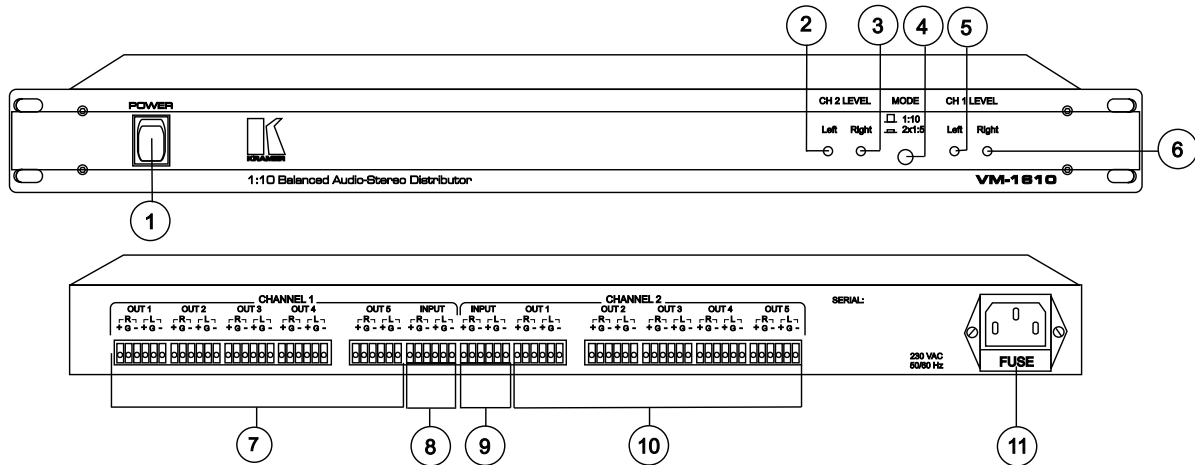 2 3 4 5
POWER
CH 2 LEVEL MODE CH 1 LEVEL
1:10
2x1:5
Left Right Left Right
6
KRAMER
1:10 Balanced Audio-Stereo Distributor
VM-1610
1
CHANNEL 1 CHANNEL 2
OUT 1 OUT 2 OUT 3 OUT 4 OUT 5 INPUT INPUT OUT 1 OUT 2 OUT 3 OUT 4 OUT 5
R L R L R L R L R L R L R L R L R L R L R L R L
+ G - + G - + G - + G - + G - + G - + G - + G - + G - + G - + G - + G - + G - + G - + G - + G - + G - + G - + G - + G - + G - + G - + G - + G -
SERIAL:
230 VAC
50/60 Hz
FUSE
7 8 9 10 11